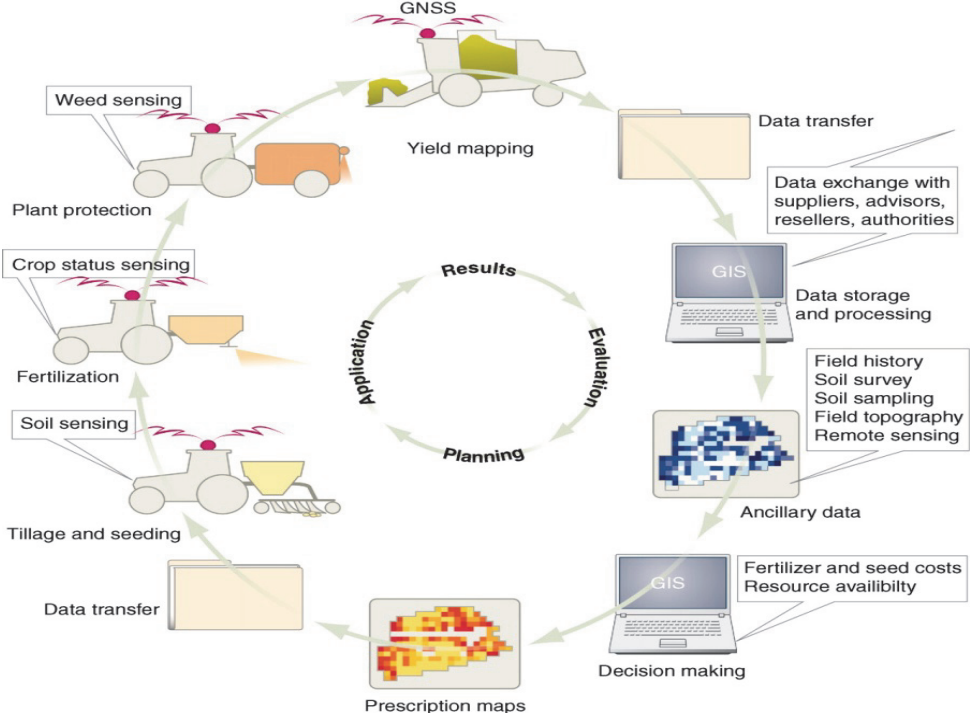 GNSS
Weed sensing
Yield mapping
Data transfer
Plant protection
Data exchange with
suppliers, advisors,
resellers, authorities
Crop status sensing
GIS
Data storage
and processing
Results
Evaluation
Planning
Application
Fertilization
Field history
Soil survey
Soil sampling
Field topography
Remote sensing
Soil sensing
Ancillary data
Tillage and seeding
Fertilizer and seed costs
Resource availibilty
GIS
Data transfer
Decision making
Prescription maps